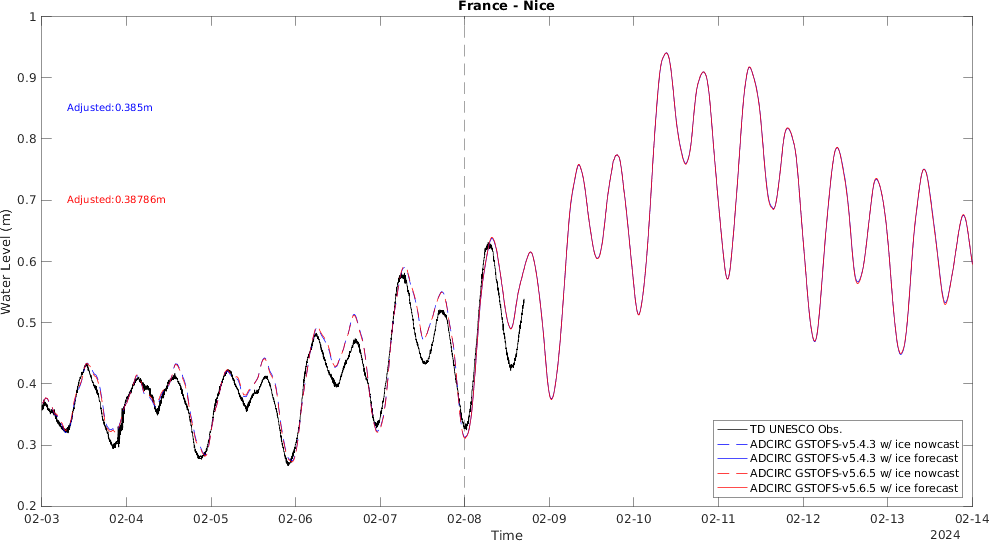 France - Nice
1
0.9
Adjusted:0.385m
0.8
0.7
Adjusted:0.38786m
0.6
0.5
0.4
0.3
0.2
Water Level (m)
TD UNESCO Obs.
ADCIRC GSTOFS-v5.4.3 w/ ice nowcast
ADCIRC GSTOFS-v5.4.3 w/ ice forecast
ADCIRC GSTOFS-v5.6.5 w/ ice nowcast
ADCIRC GSTOFS-v5.6.5 w/ ice forecast
02-03 02-04 02-05 02-06 02-07 02-08 02-09 02-10 02-11 02-12 02-13 02-14
Time
2024